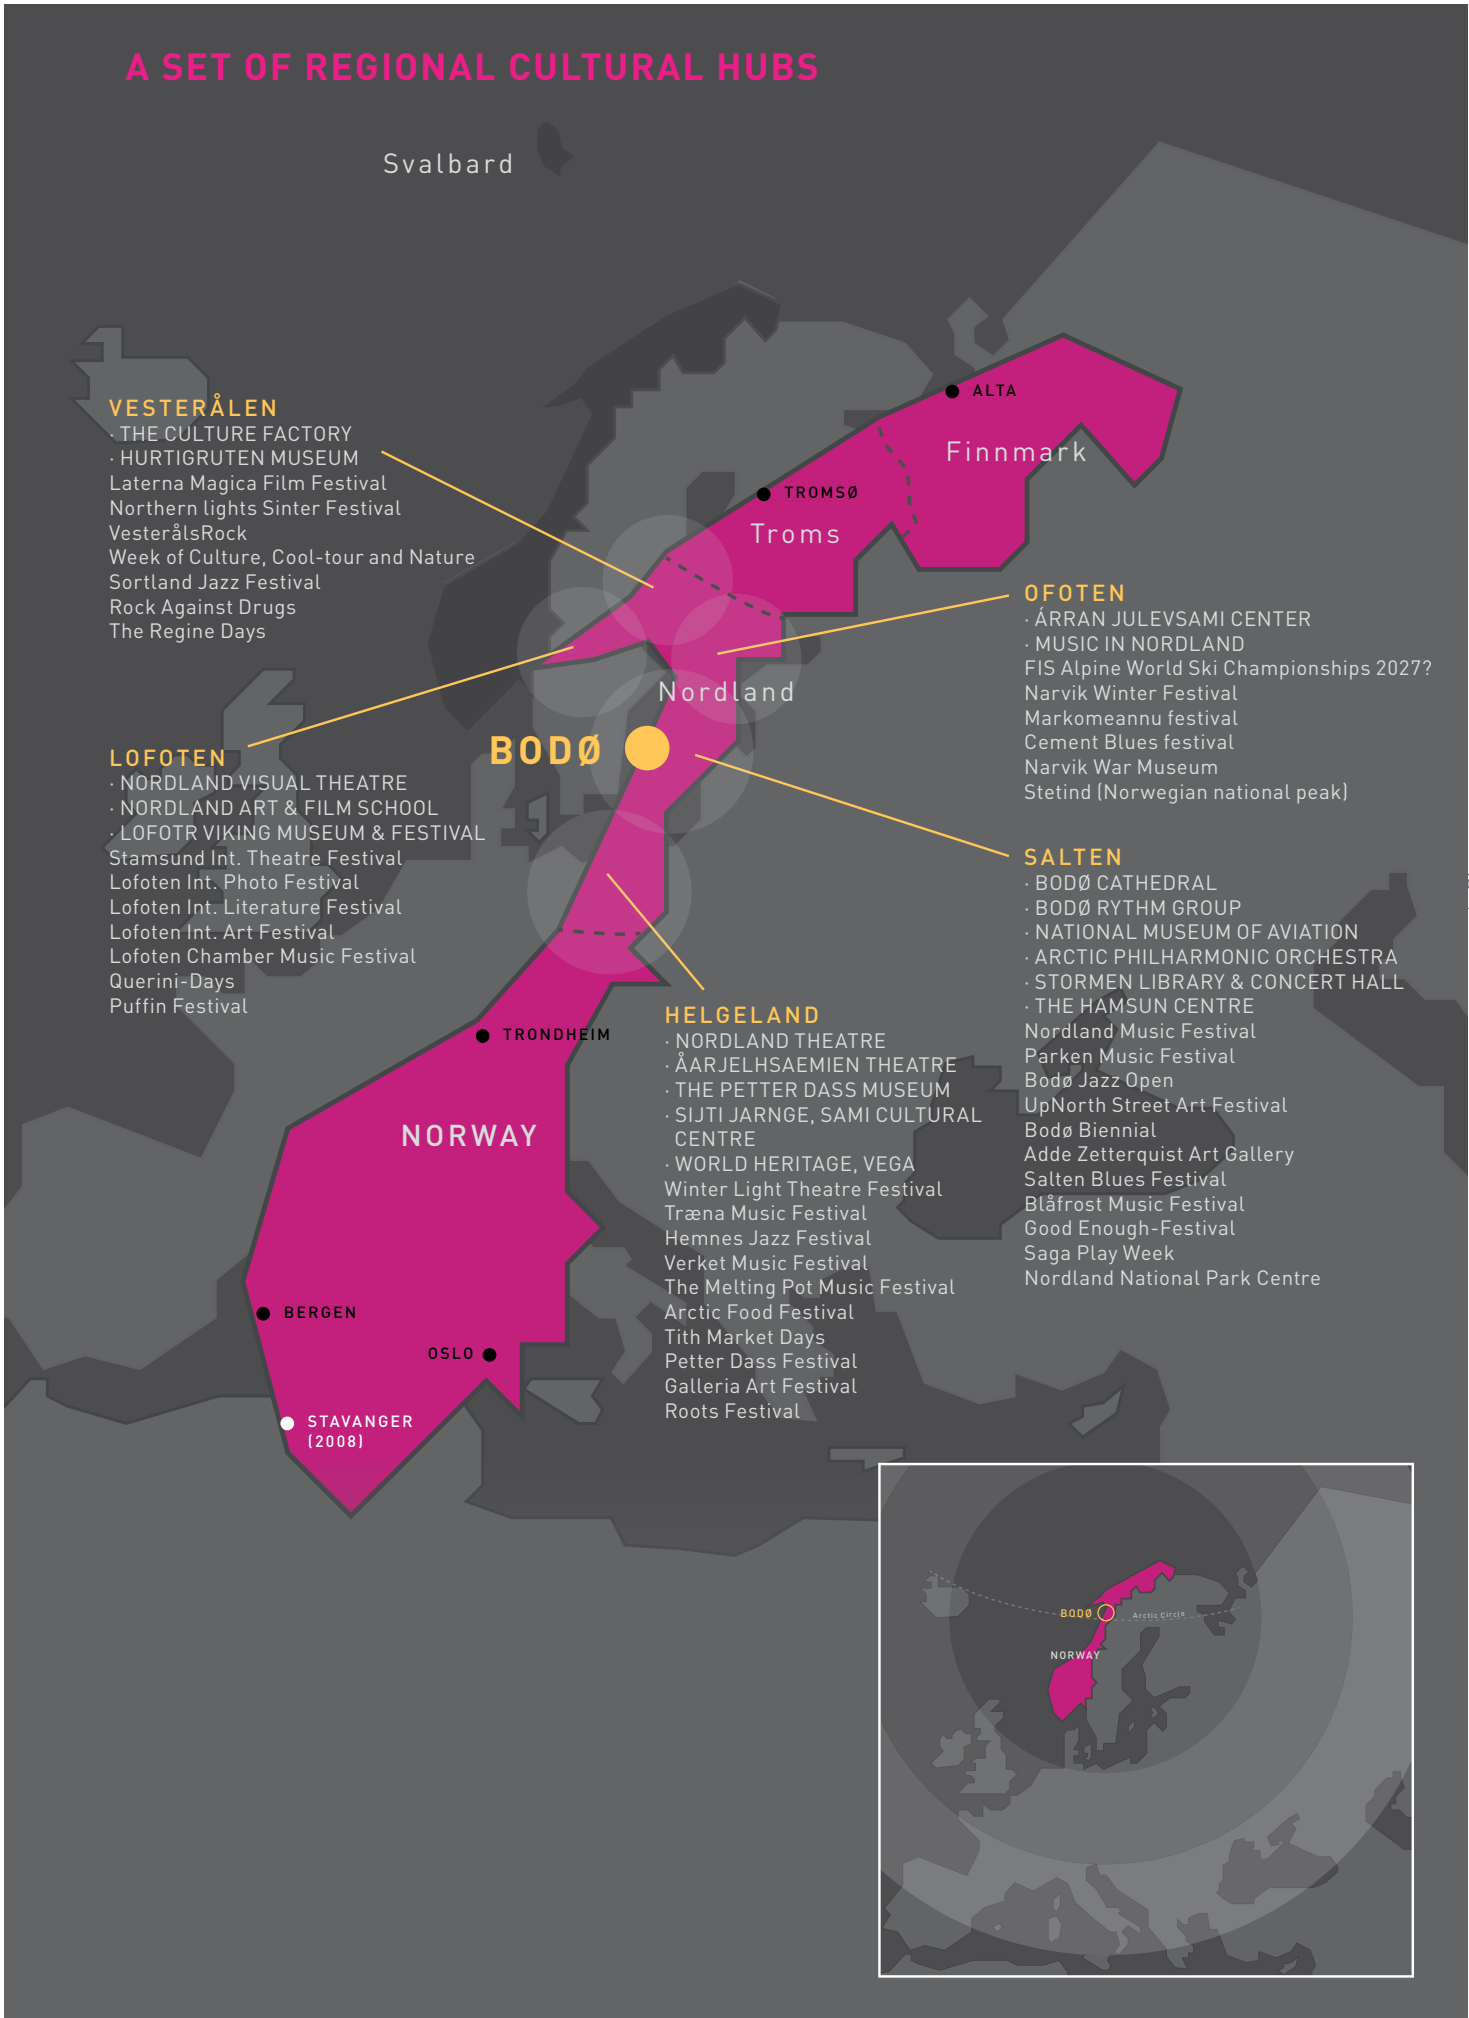 A SET OF REGIONAL CULTURAL HUBS
Svalbard
VESTERÅLEN
· THE CULTURE FACTORY
· HURTIGRUTEN MUSEUM
Laterna Magica Film Festival
Northern lights Sinter Festival
VesterålsRock
Week of Culture, Cool-tour and Nature
Sortland Jazz Festival
Rock Against Drugs
The Regine Days
ALTA
Finnmark
TROMSØ
Troms
OFOTEN
· ÁRRAN JULEVSAMI CENTER
· MUSIC IN NORDLAND
FIS Alpine World Ski Championships 2027?
Narvik Winter Festival
Markomeannu festival
Cement Blues festival
Narvik War Museum
Stetind (Norwegian national peak)
Nordland
BODØ
LOFOTEN
· NORDLAND VISUAL THEATRE
· NORDLAND ART & FILM SCHOOL
· LOFOTR VIKING MUSEUM & FESTIVAL
Stamsund Int. Theatre Festival
Lofoten Int. Photo Festival
Lofoten Int. Literature Festival
Lofoten Int. Art Festival
Lofoten Chamber Music Festival
Querini-Days
Puffin Festival
SALTEN
· BODØ CATHEDRAL
· BODØ RYTHM GROUP
· NATIONAL MUSEUM OF AVIATION
· ARCTIC PHILHARMONIC ORCHESTRA
· STORMEN LIBRARY & CONCERT HALL
· THE HAMSUN CENTRE
Nordland Music Festival
Parken Music Festival
Bodø Jazz Open
UpNorth Street Art Festival
Bodø Biennial
Adde Zetterquist Art Gallery
Salten Blues Festival
Blåfrost Music Festival
Good Enough-Festival
Saga Play Week
Nordland National Park Centre
HELGELAND
· NORDLAND THEATRE
· ÅARJELHSAEMIEN THEATRE
· THE PETTER DASS MUSEUM
· SIJTI JARNGE, SAMI CULTURAL
CENTRE
· WORLD HERITAGE, VEGA
Winter Light Theatre Festival
Træna Music Festival
Hemnes Jazz Festival
Verket Music Festival
The Melting Pot Music Festival
Arctic Food Festival
Tith Market Days
Petter Dass Festival
Galleria Art Festival
Roots Festival
TRONDHEIM
NORWAY
BERGEN
OSLO
STAVANGER
(2008)
BODØ
Arctic Circle
NORWAY